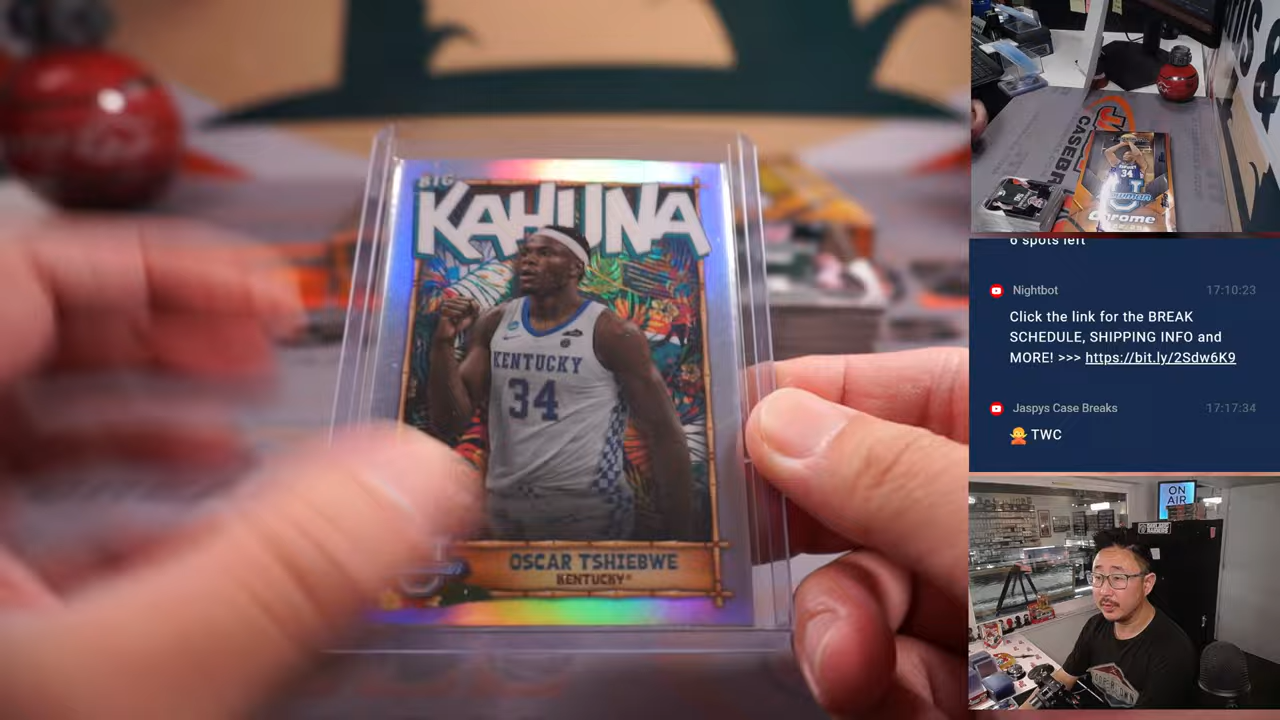 BIG
KAHUNA
KENTUCKY
34
OSCAR TSHIEBWE
KENTUCKY
34
Chrome
CASEBR
6 spots left
Nightbot 17:10:23
Click the link for the BREAK
SCHEDULE, SHIPPING INFO and
MORE! >>> https://bit.ly/2Sdw6K9
Jaspys Case Breaks 17:17:34
TWC
ON
AIR